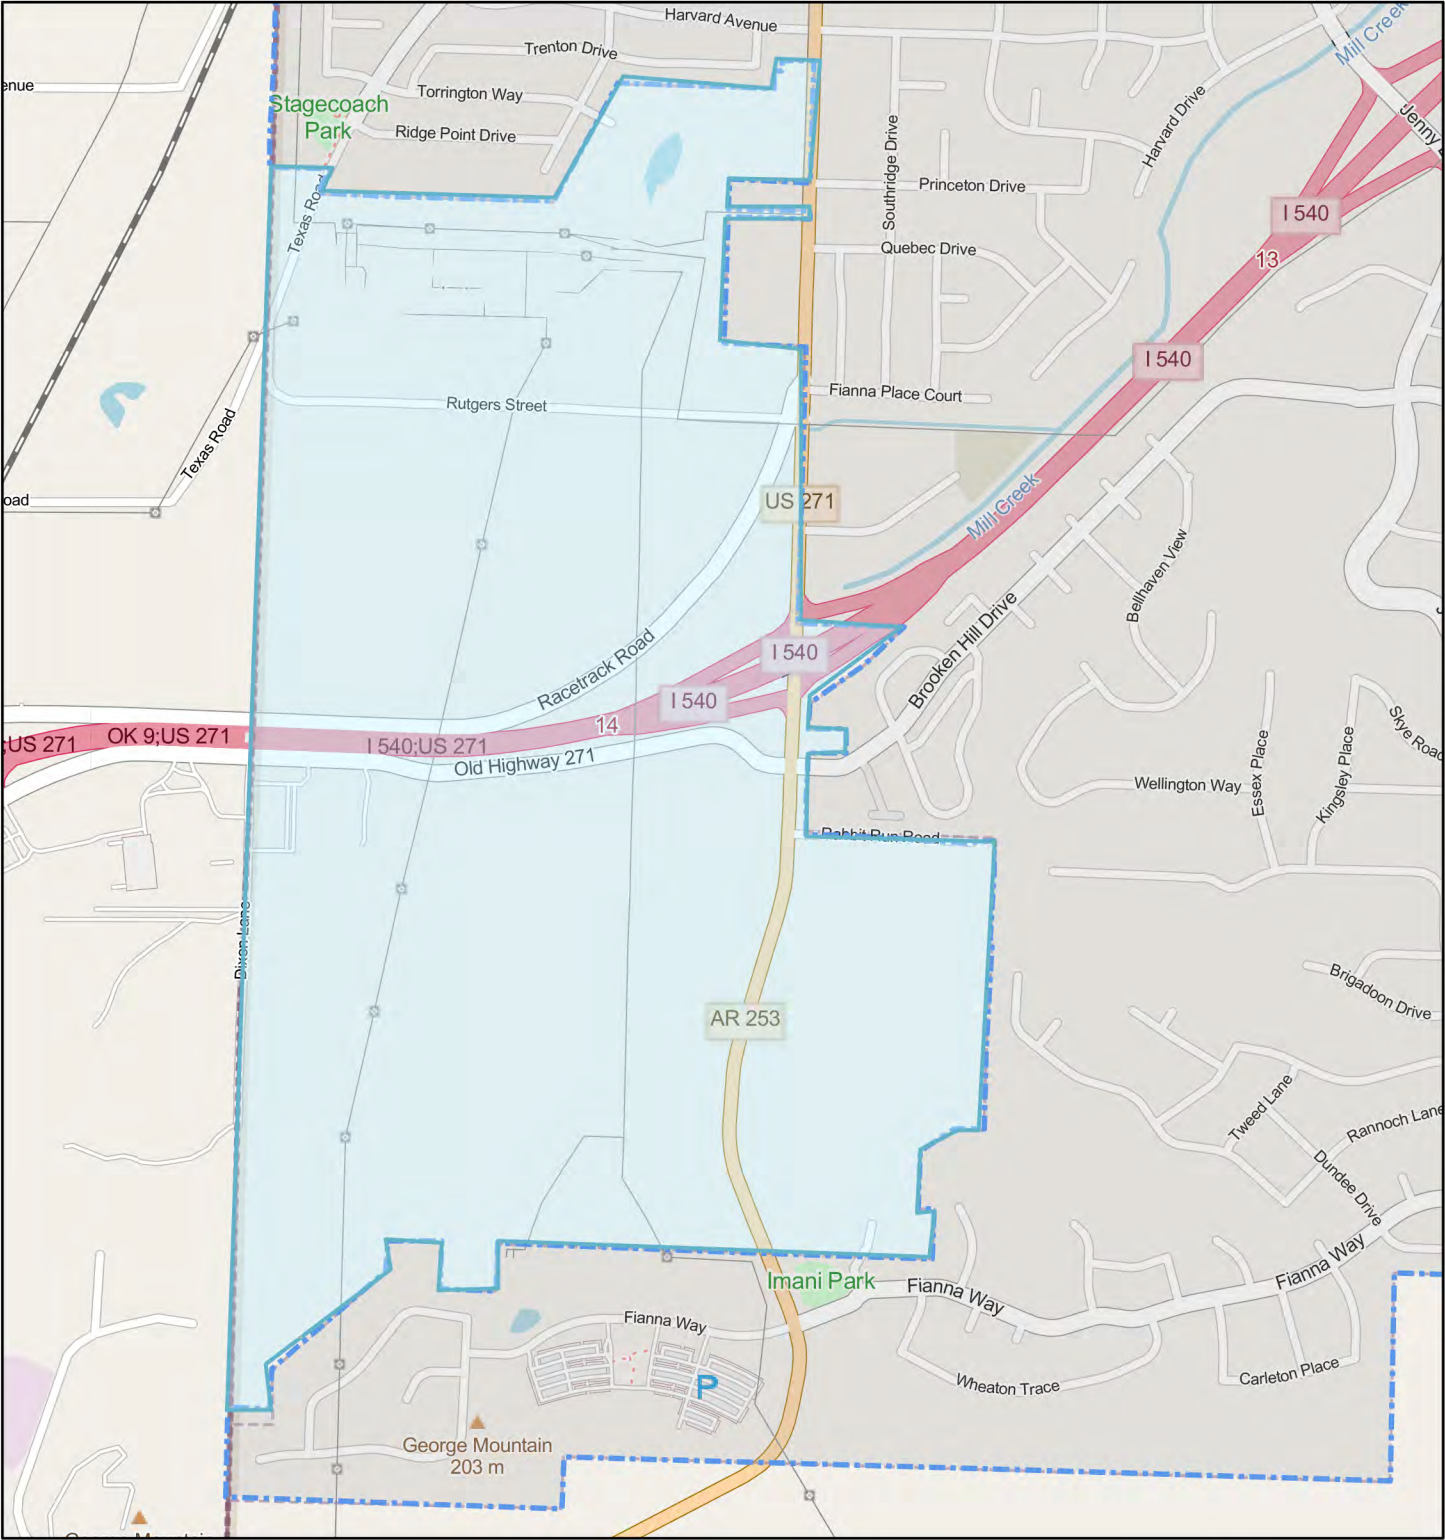 Harvard Avenue
Mill Creek
Trenton Drive
enue
Torrington Way
Stagecoach
Park
Ridge Point Drive
Harvard Drive
Jenny
Southridge Drive
Princeton Drive
Texas Road
I 540
Quebec Drive
13
I 540
Fianna Place Court
Rutgers Street
Texas Road
oad
US 271
Mill Creek
Bellhaven View
Brooken Hill Drive
Racetrack Road
I 540
I 540
14
;US 271
OK 9;US 271
I 540;US 271
Old Highway 271
Skye Road
Essex Place
Kingsley Place
Wellington Way
Rabbit Run Road
Dixon Lane
Brigadoon Drive
AR 253
Tweed Lane
Rannoch Lane
Dundee Drive
Imani Park
Fianna Way
Fianna Way
Fianna Way
Carleton Place
Wheaton Trace
P
George Mountain
203 m